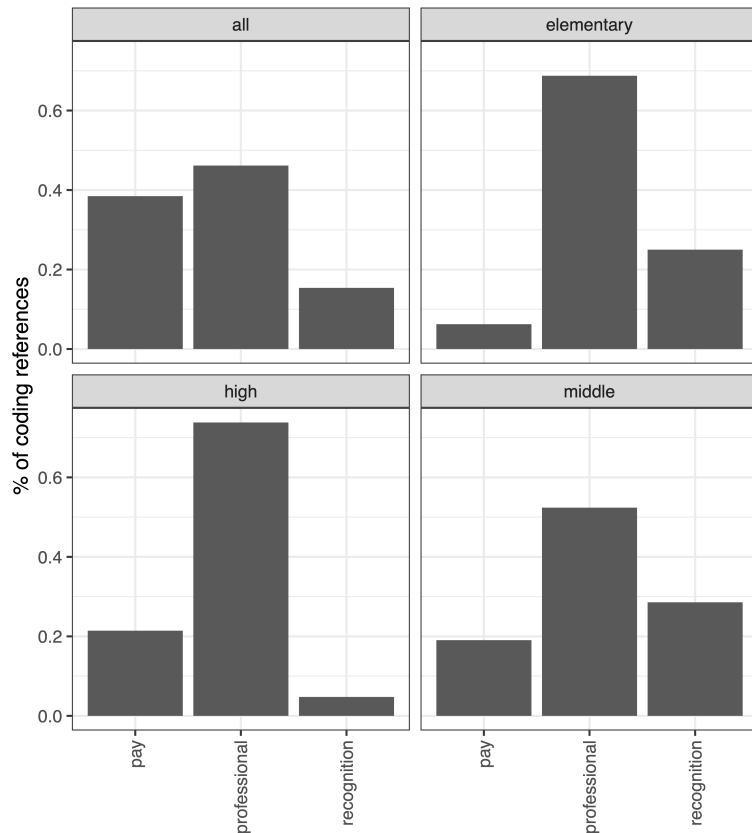 all
elementary
0.6
0.4
0.2
0.0
high
middle
0.6
0.4
0.2
0.0
pay
professional
recognition
pay
professional
recognition
% of coding references